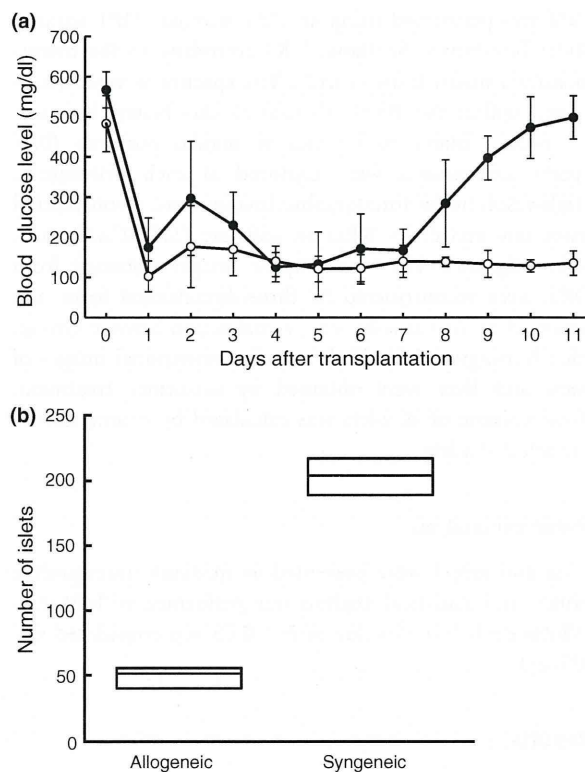 (a)
Blood glucose level (mg/dl)
700
600
500
400
300
200
100
0
0 1 2 3 4 5 6 7 8 9 10 11
Days after transplantation
(b)
Number of islets
250
200
150
100
50
0
Allogeneic Syngeneic